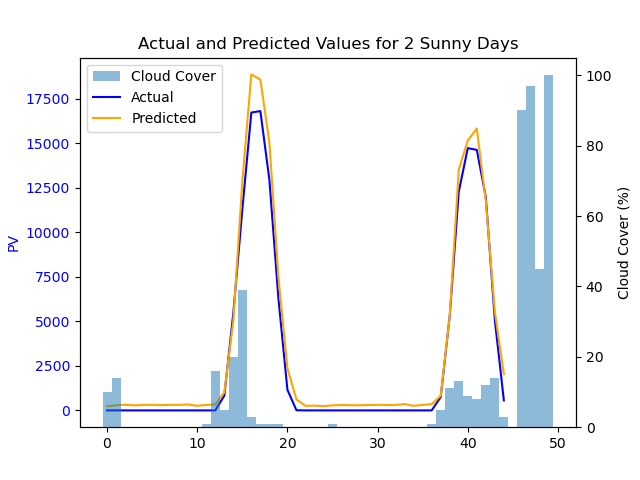 Actual and Predicted Values for 2 Sunny Days
Cloud Cover
Actual
Predicted
17500
15000
12500
10000
7500
5000
2500
0
PV
100
80
60
40
20
0
Cloud Cover (%)
0 10 20 30 40 50